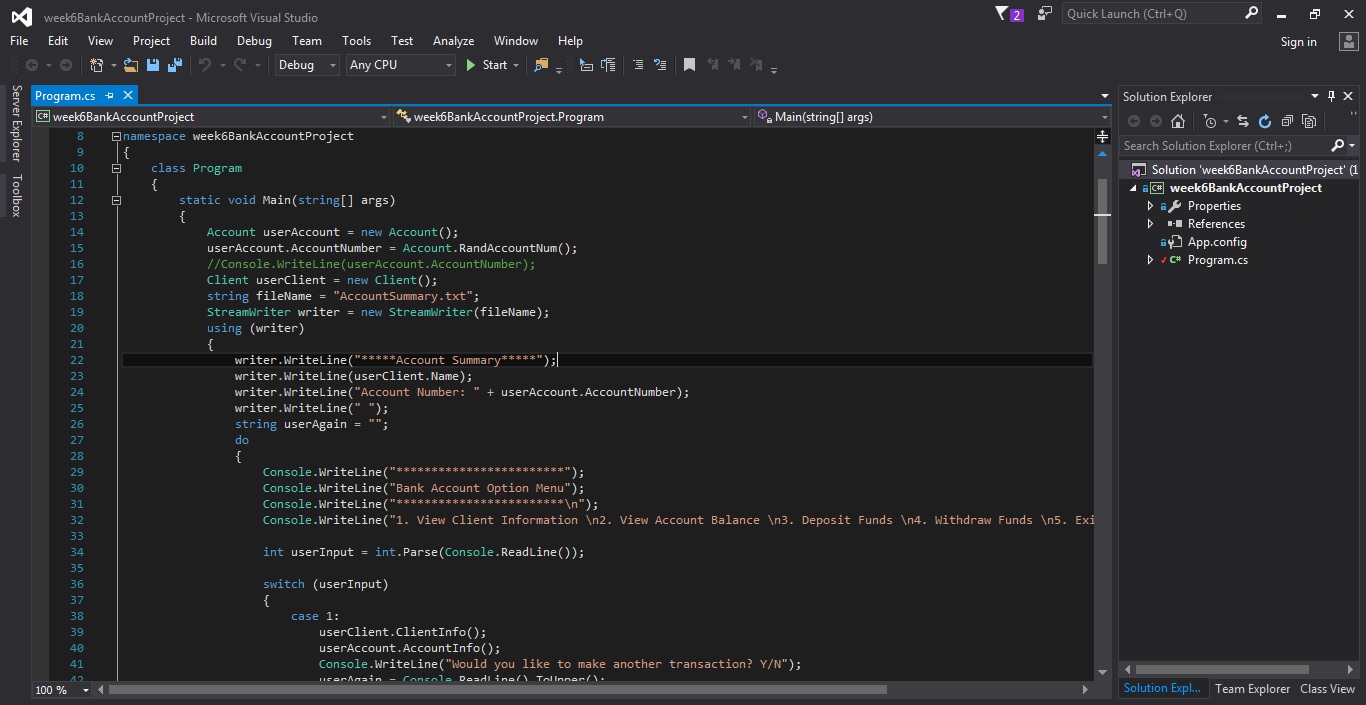 week6BankAccountProject - Microsoft Visual Studio
2
Quick Launch (Ctrl+Q)
File Edit View Project Build Debug Team Tools Test Analyze Window Help
Sign in
Debug Any CPU Start
Server Explorer
Toolbox
Program.cs
C# week6BankAccountProject week6BankAccountProject.Program Main(string[] args)
8 namespace week6BankAccountProject
9 {
10 class Program
11 {
12 static void Main(string[] args)
13 {
14 Account userAccount = new Account();
15 userAccount.AccountNumber = Account.RandAccountNum();
16 //Console.WriteLine(userAccount.AccountNumber);
17 Client userClient = new Client();
18 string fileName = "AccountSummary.txt";
19 StreamWriter writer = new StreamWriter(fileName);
20 using (writer)
21 {
22 writer.WriteLine("*****Account Summary*****");
23 writer.WriteLine(userClient.Name);
24 writer.WriteLine("Account Number: " + userAccount.AccountNumber);
25 writer.WriteLine(" ");
26 string userAgain = "";
27 do
28 {
29 Console.WriteLine("************************");
30 Console.WriteLine("Bank Account Option Menu");
31 Console.WriteLine("************************\n");
32 Console.WriteLine("1. View Client Information \n2. View Account Balance \n3. Deposit Funds \n4. Withdraw Funds \n5. Exi
33
34 int userInput = int.Parse(Console.ReadLine());
35
36 switch (userInput)
37 {
38 case 1:
39 userClient.ClientInfo();
40 userAccount.AccountInfo();
41 Console.WriteLine("Would you like to make another transaction? Y/N");
42 userAgain = Console.ReadLine().ToUpper();
100 %
Solution Explorer
Search Solution Explorer (Ctrl+;)
Solution 'week6BankAccountProject' (1
C# week6BankAccountProject
Properties
References
App.config
C# Program.cs
Solution Expl... Team Explorer Class View